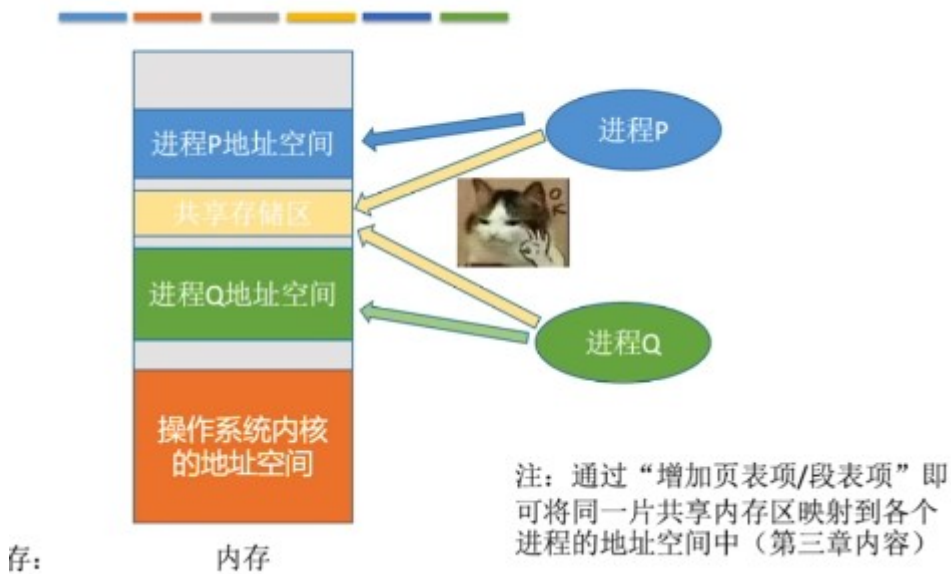 进程P地址空间
进程P
共享存储区
OK
进程Q地址空间
进程Q
操作系统内核
的地址空间
注：通过“增加页表项/段表项”即
可将同一片共享内存区映射到各个
进程的地址空间中（第三章内容）
存：
内存